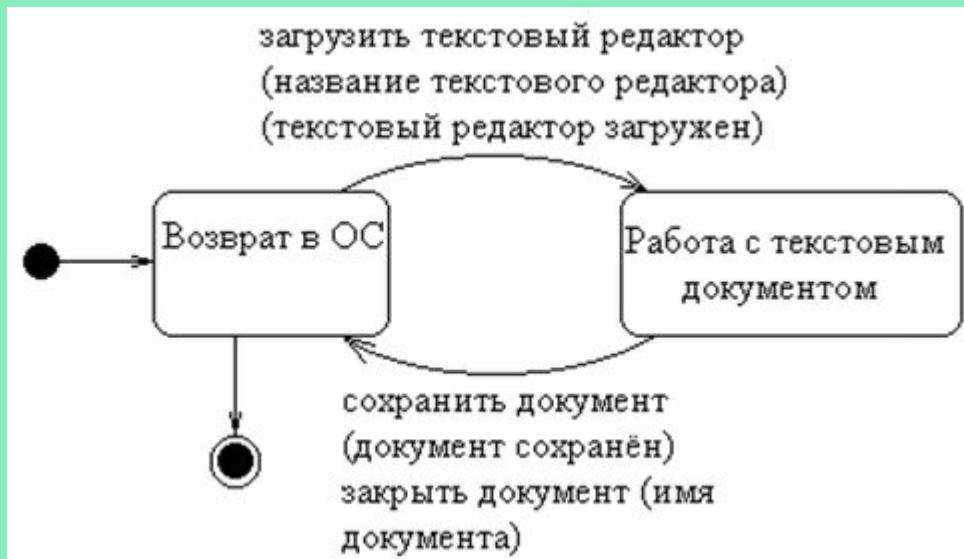 загрузить текстовый редактор
(название текстового редактора)
(текстовый редактор загружен)
Возврат в ОС
Работа с текстовым
документом
сохранить документ
(документ сохранён)
закрыть документ (имя
документа)